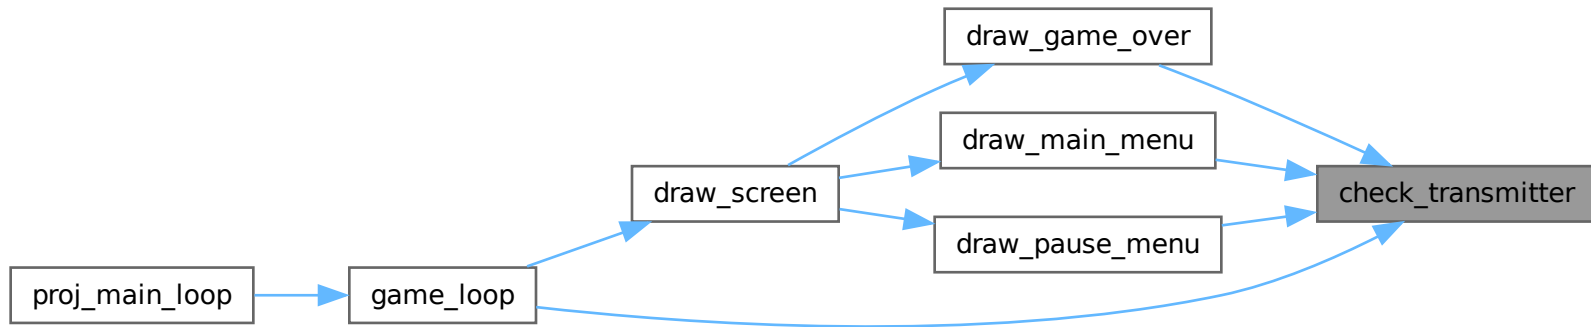 draw_game_over
draw_main_menu
draw_screen
check_transmitter
draw_pause_menu
proj_main_loop
game_loop